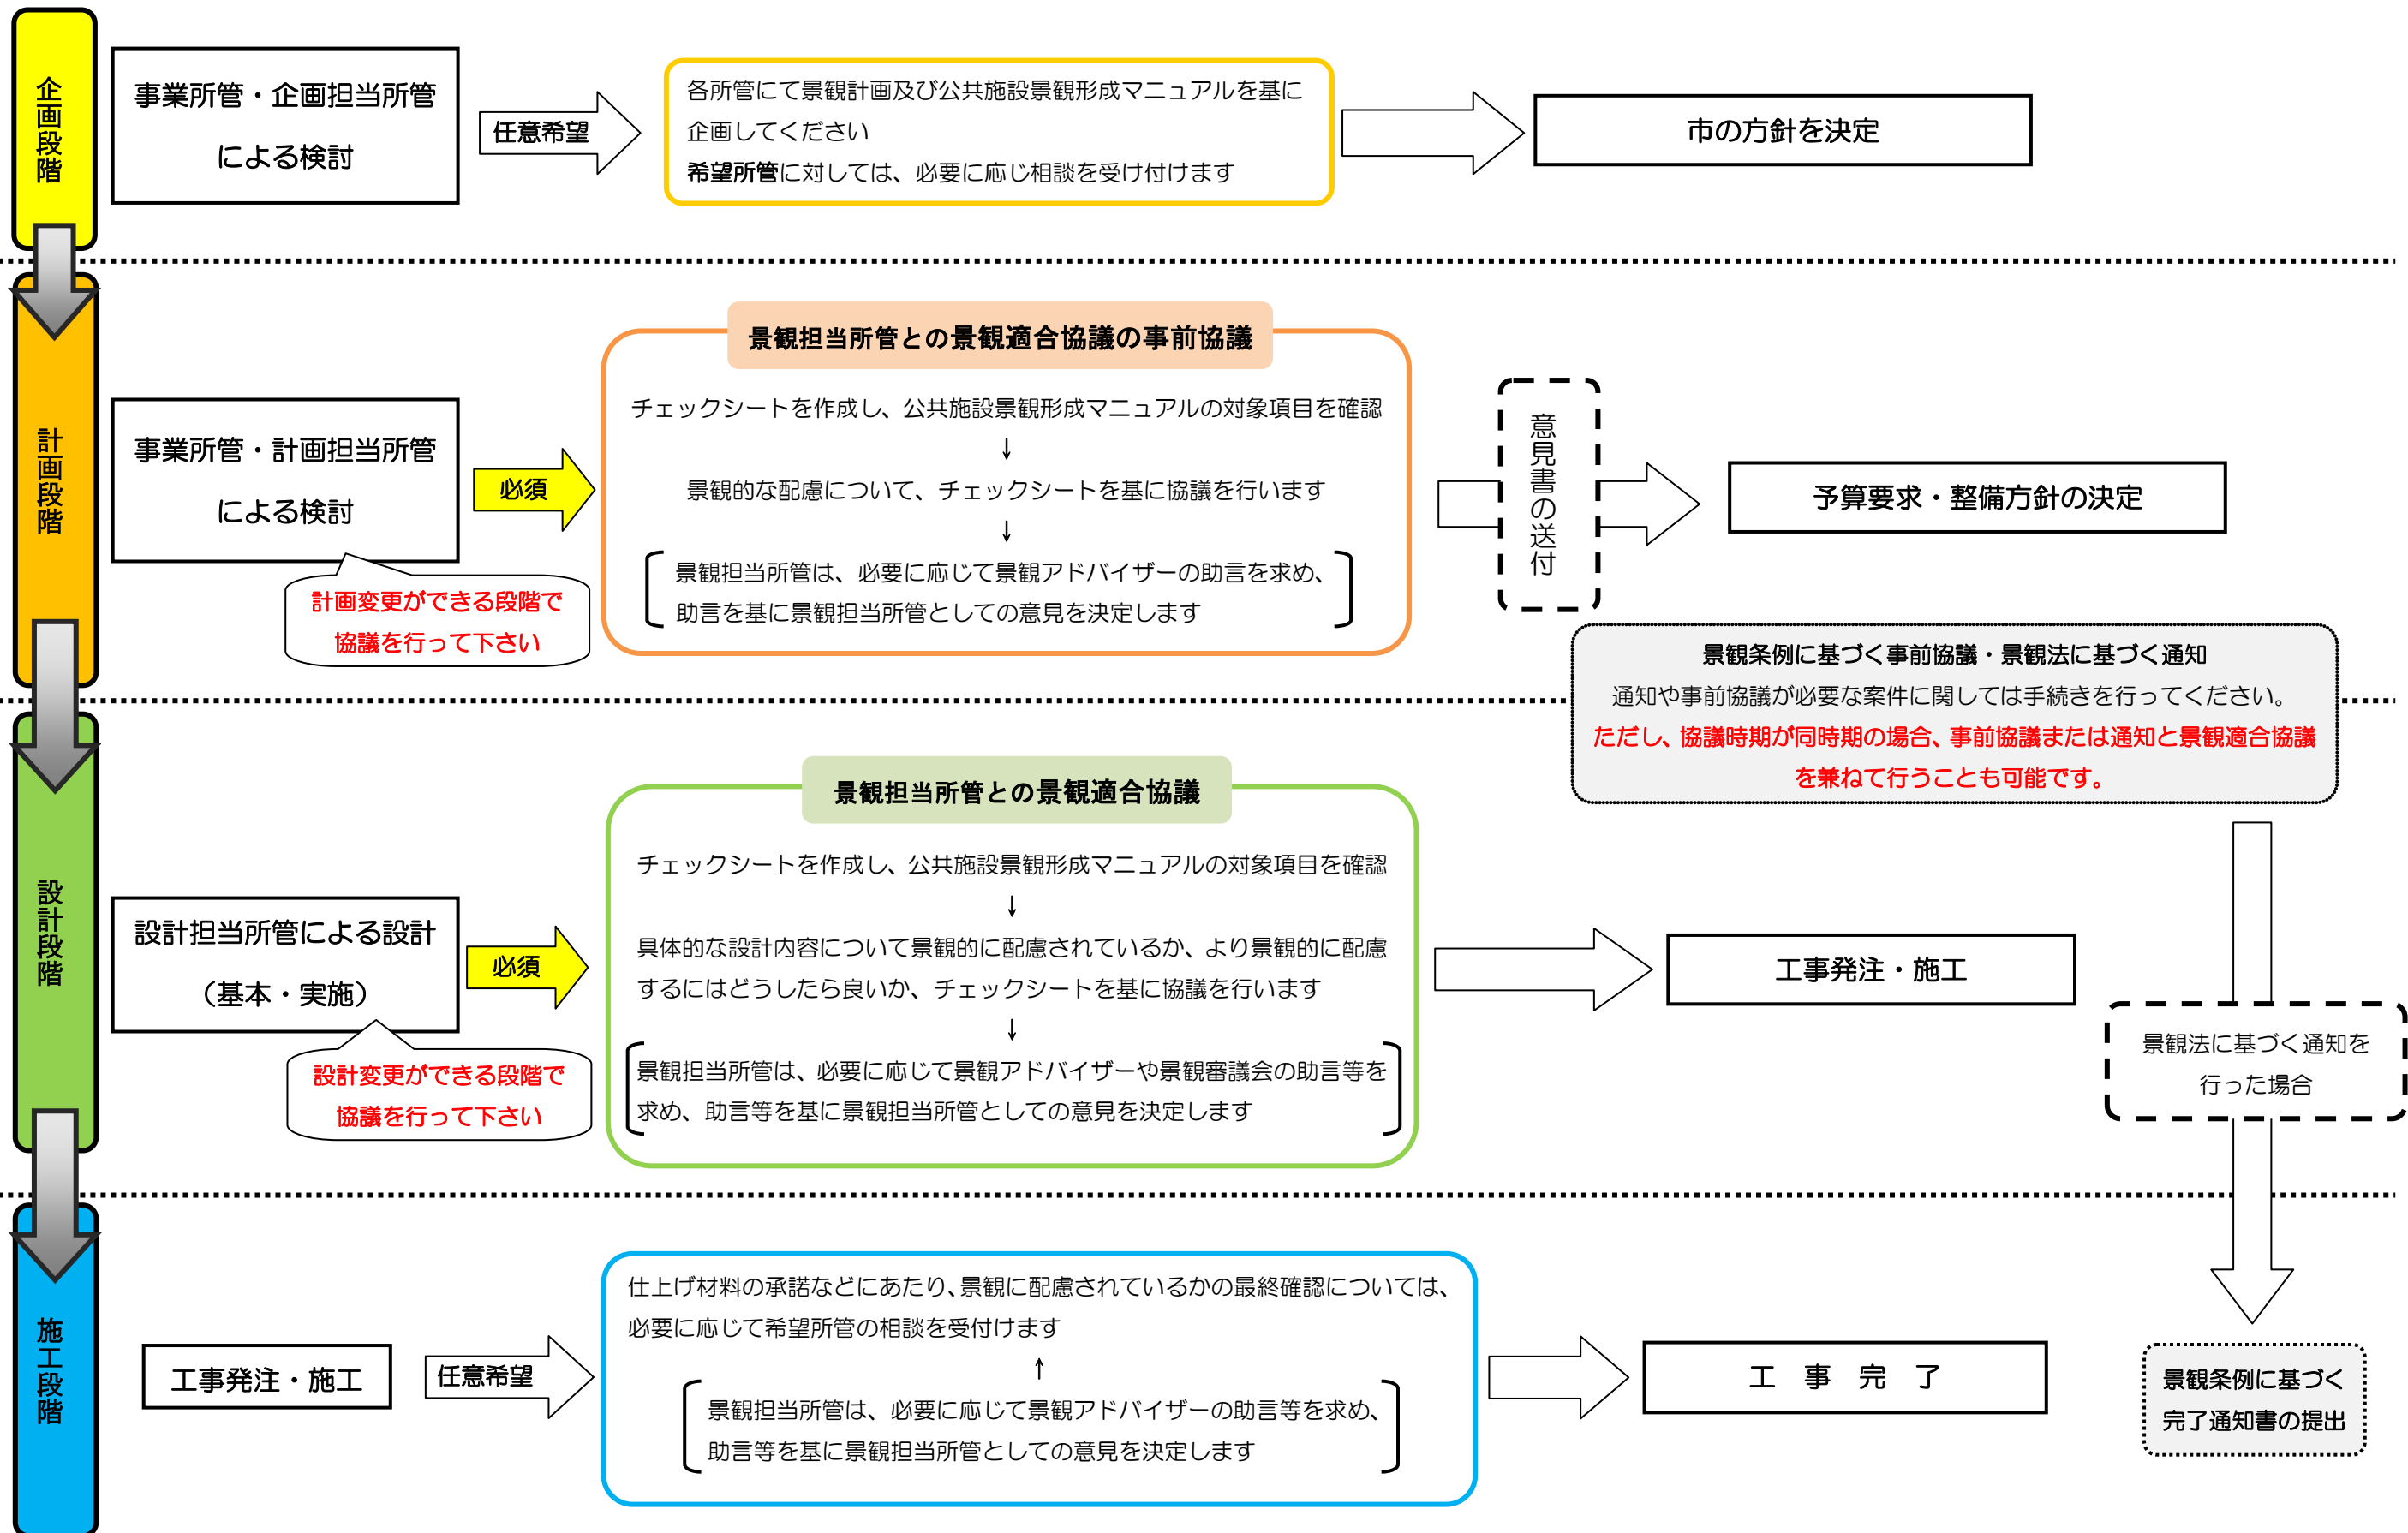 企画段階
事業所管・企画担当所管
による検討
任意希望
各所管にて景観計画及び公共施設景観形成マニュアルを基に
企画してください
希望所管に対しては、必要に応じ相談を受け付けます
市の方針を決定
計画段階
事業所管・計画担当所管
による検討
計画変更ができる段階で
協議を行って下さい
必須
景観担当所管との景観適合協議の事前協議
チェックシートを作成し、公共施設景観形成マニュアルの対象項目を確認
↓
景観的な配慮について、チェックシートを基に協議を行います
↓
景観担当所管は、必要に応じて景観アドバイザーの助言を求め、
助言を基に景観担当所管としての意見を決定します
意見書の送付
予算要求・整備方針の決定
景観条例に基づく事前協議・景観法に基づく通知
通知や事前協議が必要な案件に関しては手続きを行ってください。
ただし、協議時期が同時期の場合、事前協議または通知と景観適合協議
を兼ねて行うことも可能です。
設計段階
設計担当所管による設計
（基本・実施）
設計変更ができる段階で
協議を行って下さい
必須
景観担当所管との景観適合協議
チェックシートを作成し、公共施設景観形成マニュアルの対象項目を確認
↓
具体的な設計内容について景観的に配慮されているか、より景観的に配慮
するにはどうしたら良いか、チェックシートを基に協議を行います
↓
景観担当所管は、必要に応じて景観アドバイザーや景観審議会の助言等を
求め、助言等を基に景観担当所管としての意見を決定します
工事発注・施工
景観法に基づく通知を
行った場合
施工段階
工事発注・施工
任意希望
仕上げ材料の承諾などにあたり、景観に配慮されているかの最終確認については、
必要に応じて希望所管の相談を受付けます
↑
景観担当所管は、必要に応じて景観アドバイザーの助言等を求め、
助言等を基に景観担当所管としての意見を決定します
工　事　完　了
景観条例に基づく
完了通知書の提出